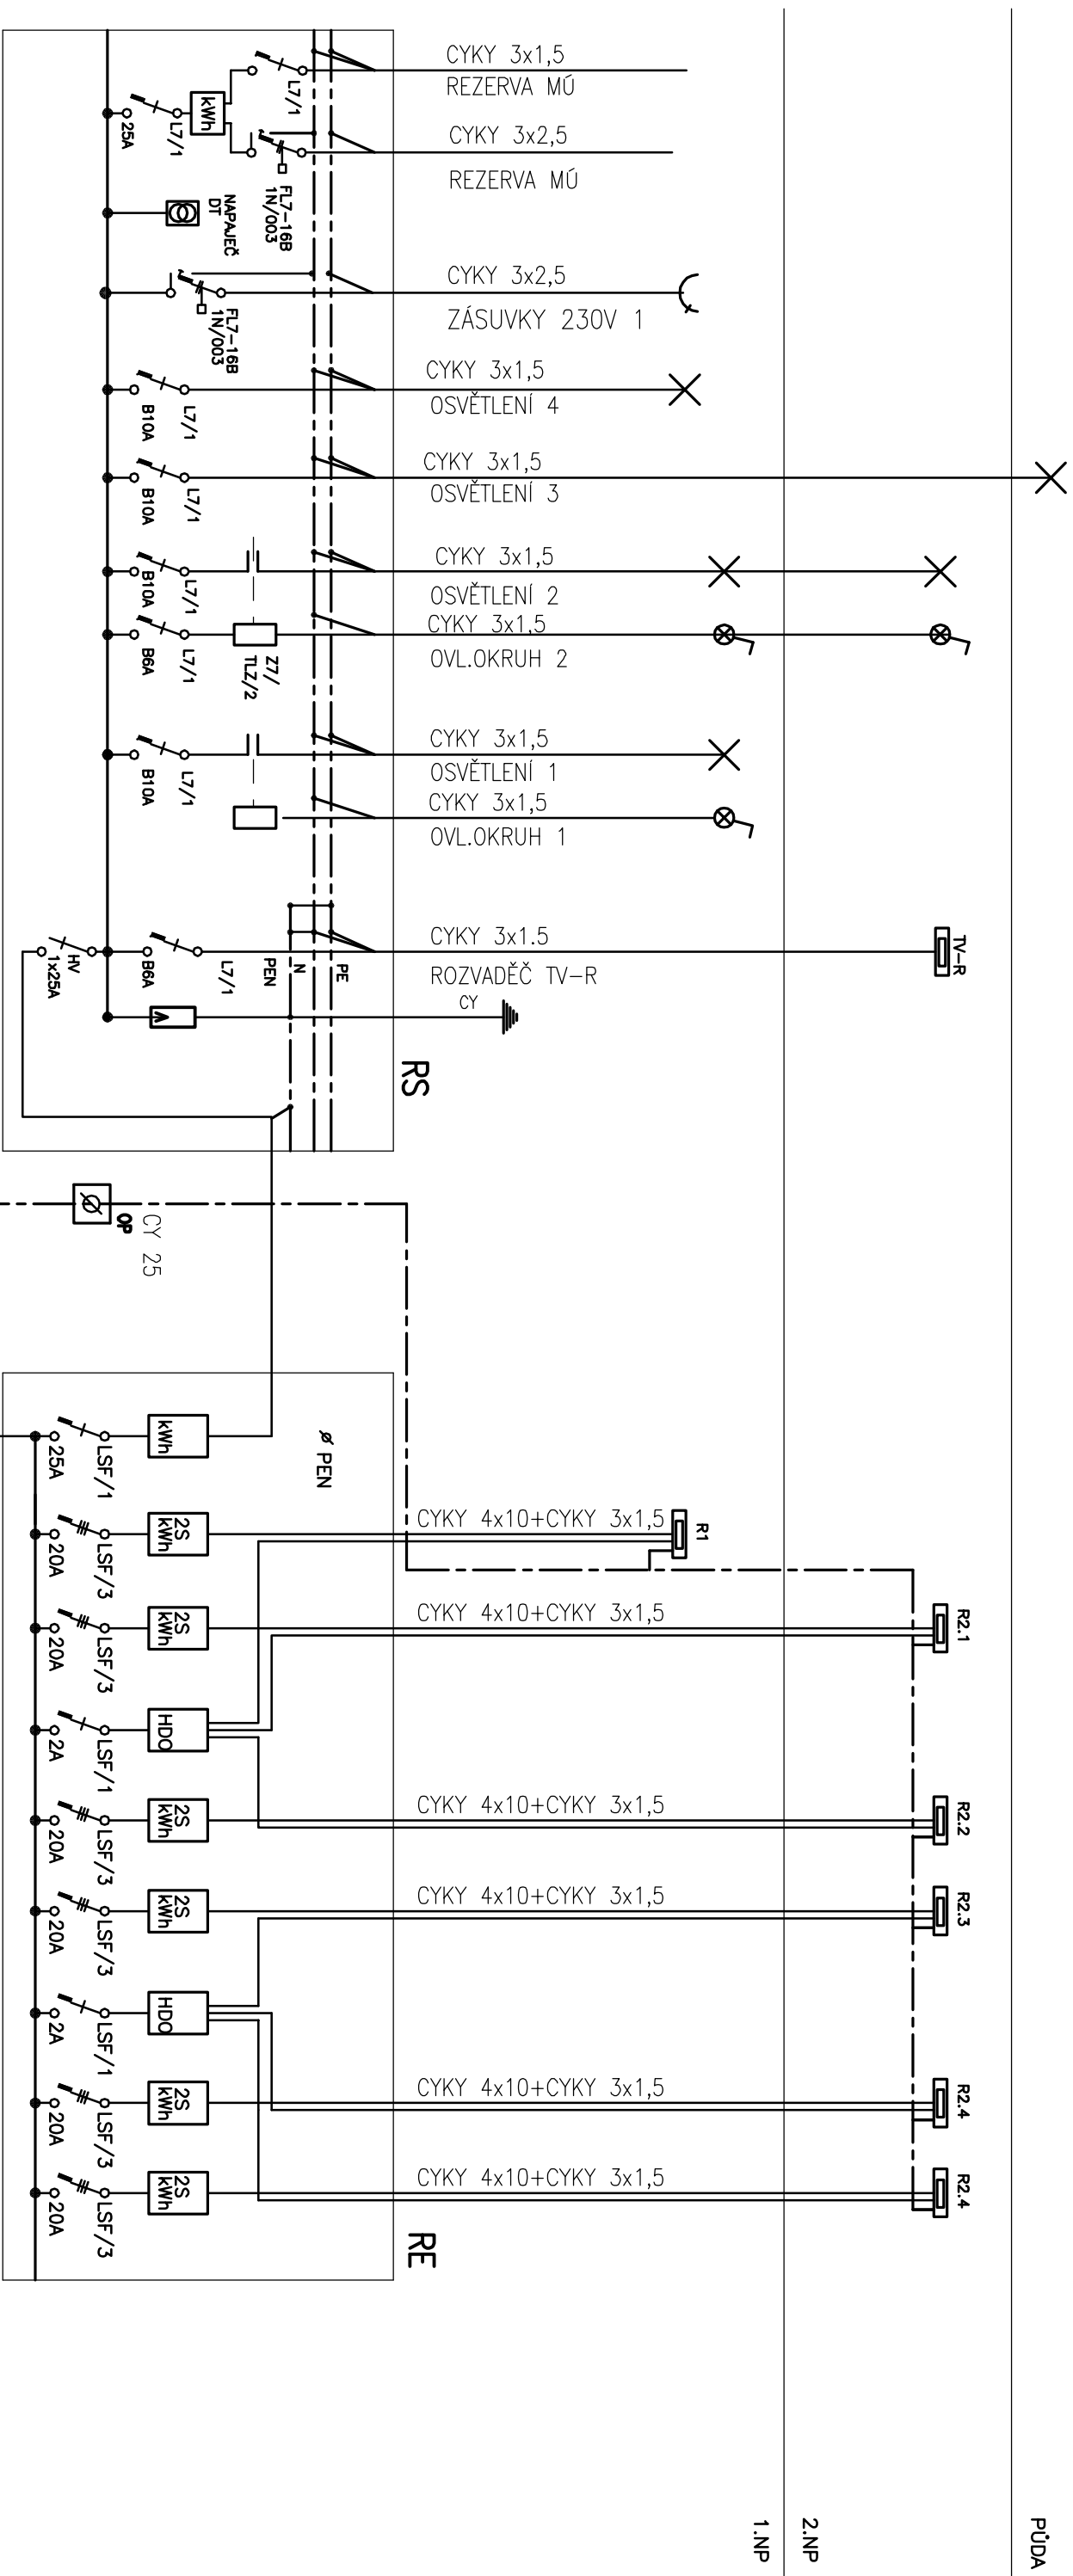 CYKY 3x1,5
REZERVA MÚ
L7/1
kWh
25A
L7/1
CYKY 3x2,5
REZERVA MÚ
FL7-16B
1N/003
NAPAJEČ
DT
CYKY 3x2,5
ZÁSUVKY 230V 1
FL7-16B
1N/003
CYKY 3x1,5
OSVĚTLENÍ 4
B10A
L7/1
CYKY 3x1,5
OSVĚTLENÍ 3
B10A
L7/1
CYKY 3x1,5
OSVĚTLENÍ 2
B10A
L7/1
CYKY 3x1,5
OVL.OKRUH 2
B6A
L7/1
Z7/
TLZ/2
CYKY 3x1,5
OSVĚTLENÍ 1
B10A
L7/1
CYKY 3x1,5
OVL.OKRUH 1
CYKY 3x1.5
ROZVADĚČ TV-R
TV-R
HV
1x25A
B6A
L7/1
PEN
N
PE
CY
RS
OP
CY 25
PEN
kWh
LSF/1
25A
CYKY 4x10+CYKY 3x1,5
R1
2S
kWh
LSF/3
20A
CYKY 4x10+CYKY 3x1,5
R2.1
2S
kWh
LSF/3
20A
HDO
LSF/1
2A
CYKY 4x10+CYKY 3x1,5
R2.2
2S
kWh
LSF/3
20A
CYKY 4x10+CYKY 3x1,5
R2.3
2S
kWh
LSF/3
20A
HDO
LSF/1
2A
CYKY 4x10+CYKY 3x1,5
R2.4
2S
kWh
LSF/3
20A
CYKY 4x10+CYKY 3x1,5
R2.4
2S
kWh
LSF/3
20A
RE
PŮDA
2.NP
1.NP